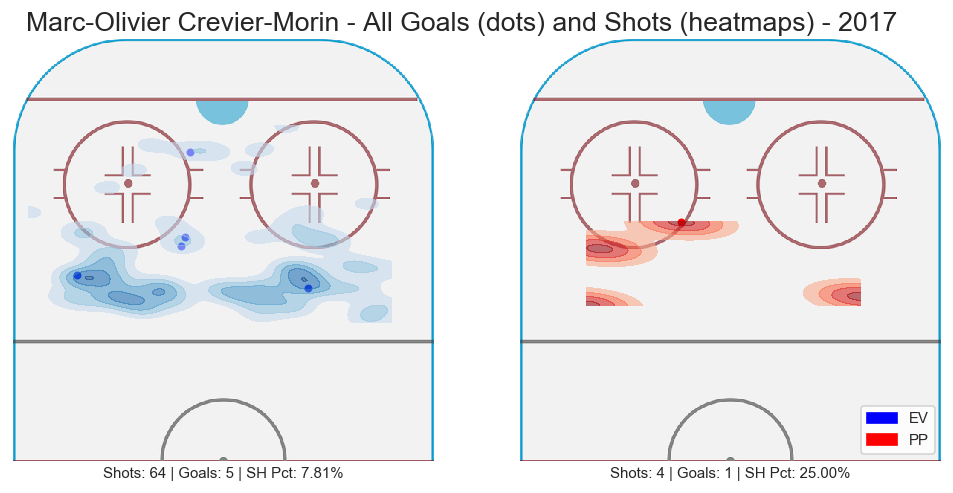 Marc-Olivier Crevier-Morin - All Goals (dots) and Shots (heatmaps) - 2017
EV
PP
Shots: 64 | Goals: 5 | SH Pct: 7.81%
Shots: 4 | Goals: 1 | SH Pct: 25.00%